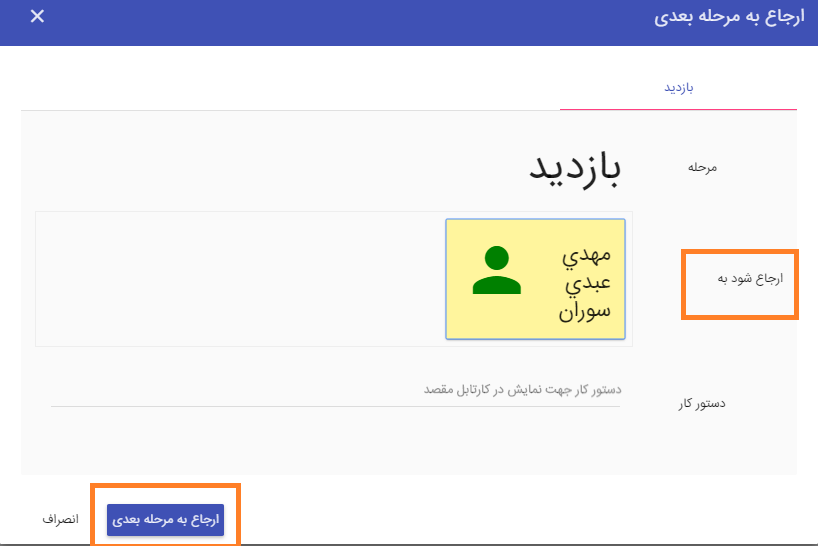 ارجاع به مرحله بعدی
بازدید
مرحله
بازدید
ارجاع شود به
مهدي
عبدي
سوران
دستور کار
دستور کار جهت نمایش در کارتابل مقصد
ارجاع به مرحله بعدی
انصراف